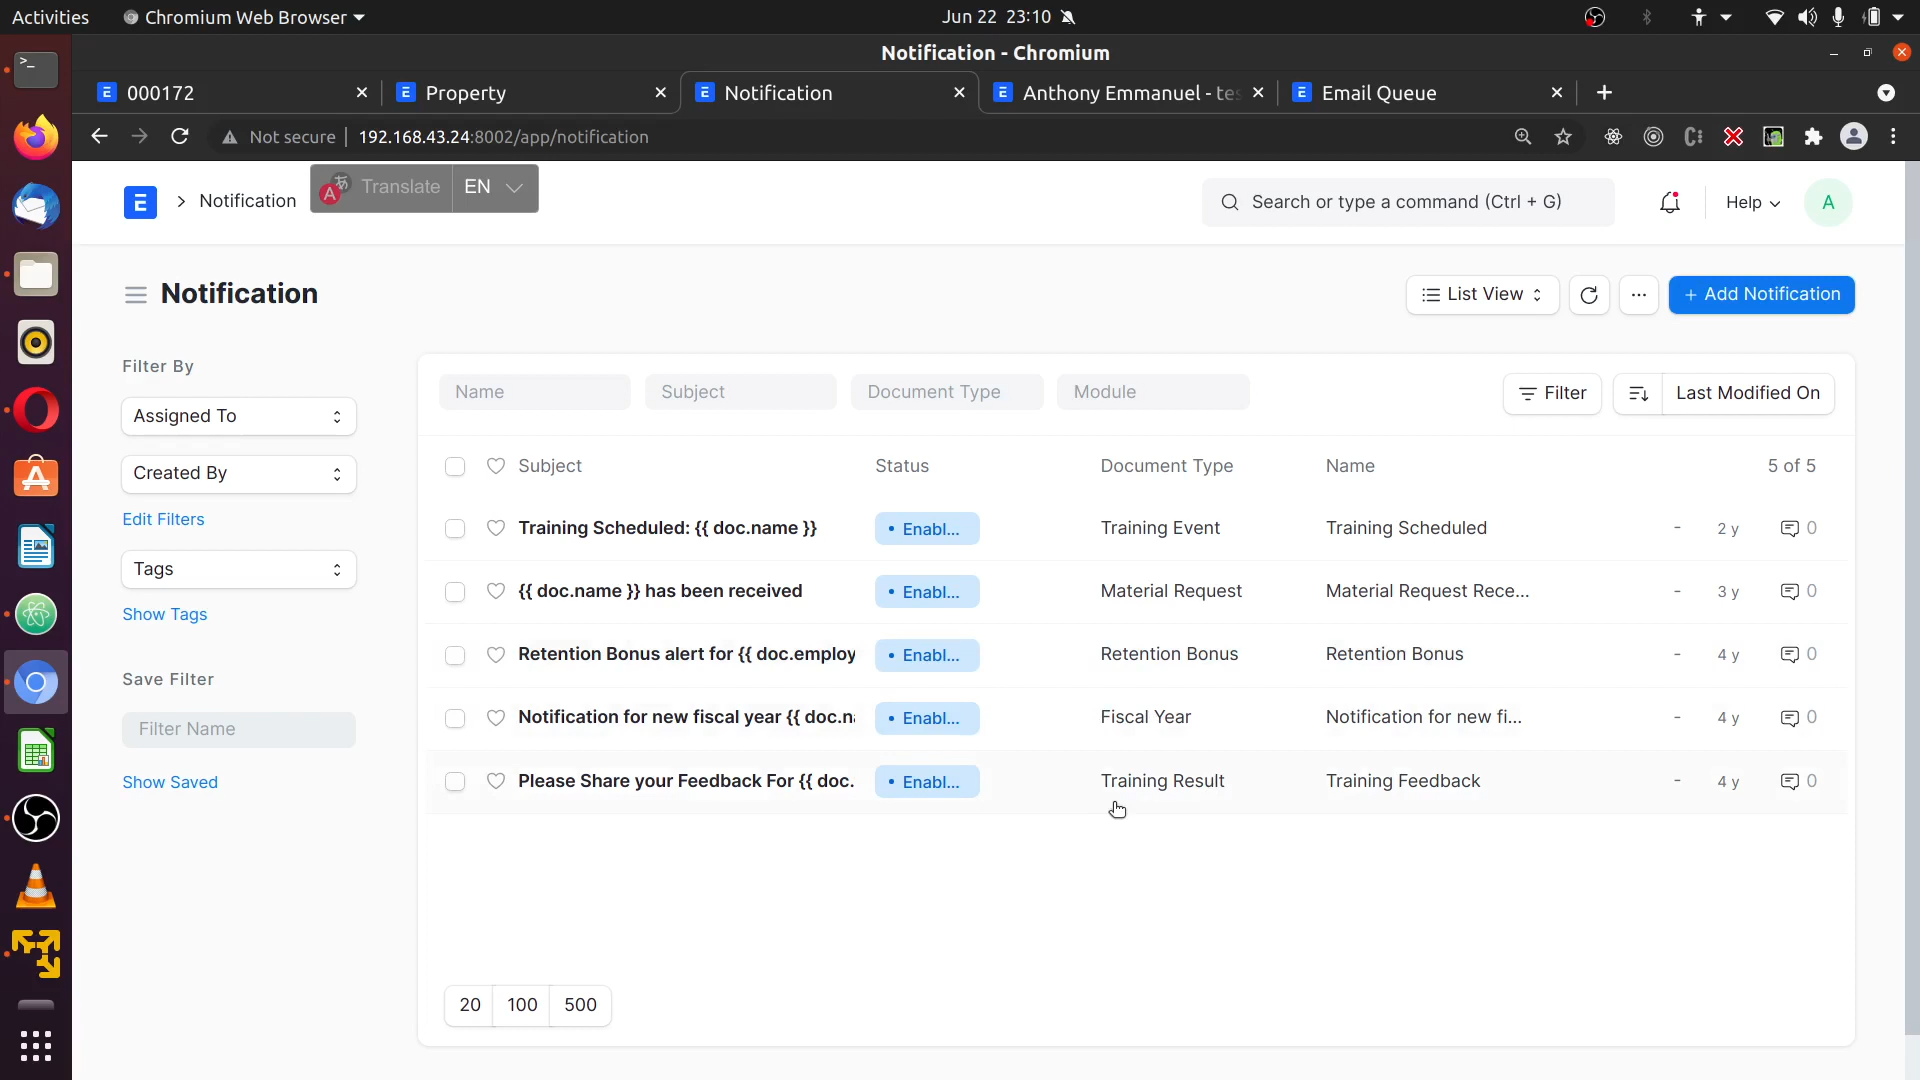 Activities
Chromium Web Browser
Jun 22 23:10
Notification - Chromium
000172
Property
Notification
Anthony Emmanuel - tes
Email Queue
Not secure
192.168.43.24:8002/app/notification
Notification
Translate
EN
Search or type a command (Ctrl + G)
Help
A
Notification
List View
+ Add Notification
Filter By
Assigned To
Created By
Edit Filters
Tags
Show Tags
Save Filter
Filter Name
Show Saved
Name
Subject
Document Type
Module
Filter
Last Modified On
Subject
Status
Document Type
Name
5 of 5
Training Scheduled: {{ doc.name }} • Enabl... Training Event Training Scheduled - 2 y 0
{{ doc.name }} has been received • Enabl... Material Request Material Request Rece... - 3 y 0
Retention Bonus alert for {{ doc.employ • Enabl... Retention Bonus Retention Bonus - 4 y 0
Notification for new fiscal year {{ doc.n • Enabl... Fiscal Year Notification for new fi... - 4 y 0
Please Share your Feedback For {{ doc. • Enabl... Training Result Training Feedback - 4 y 0
20
100
500